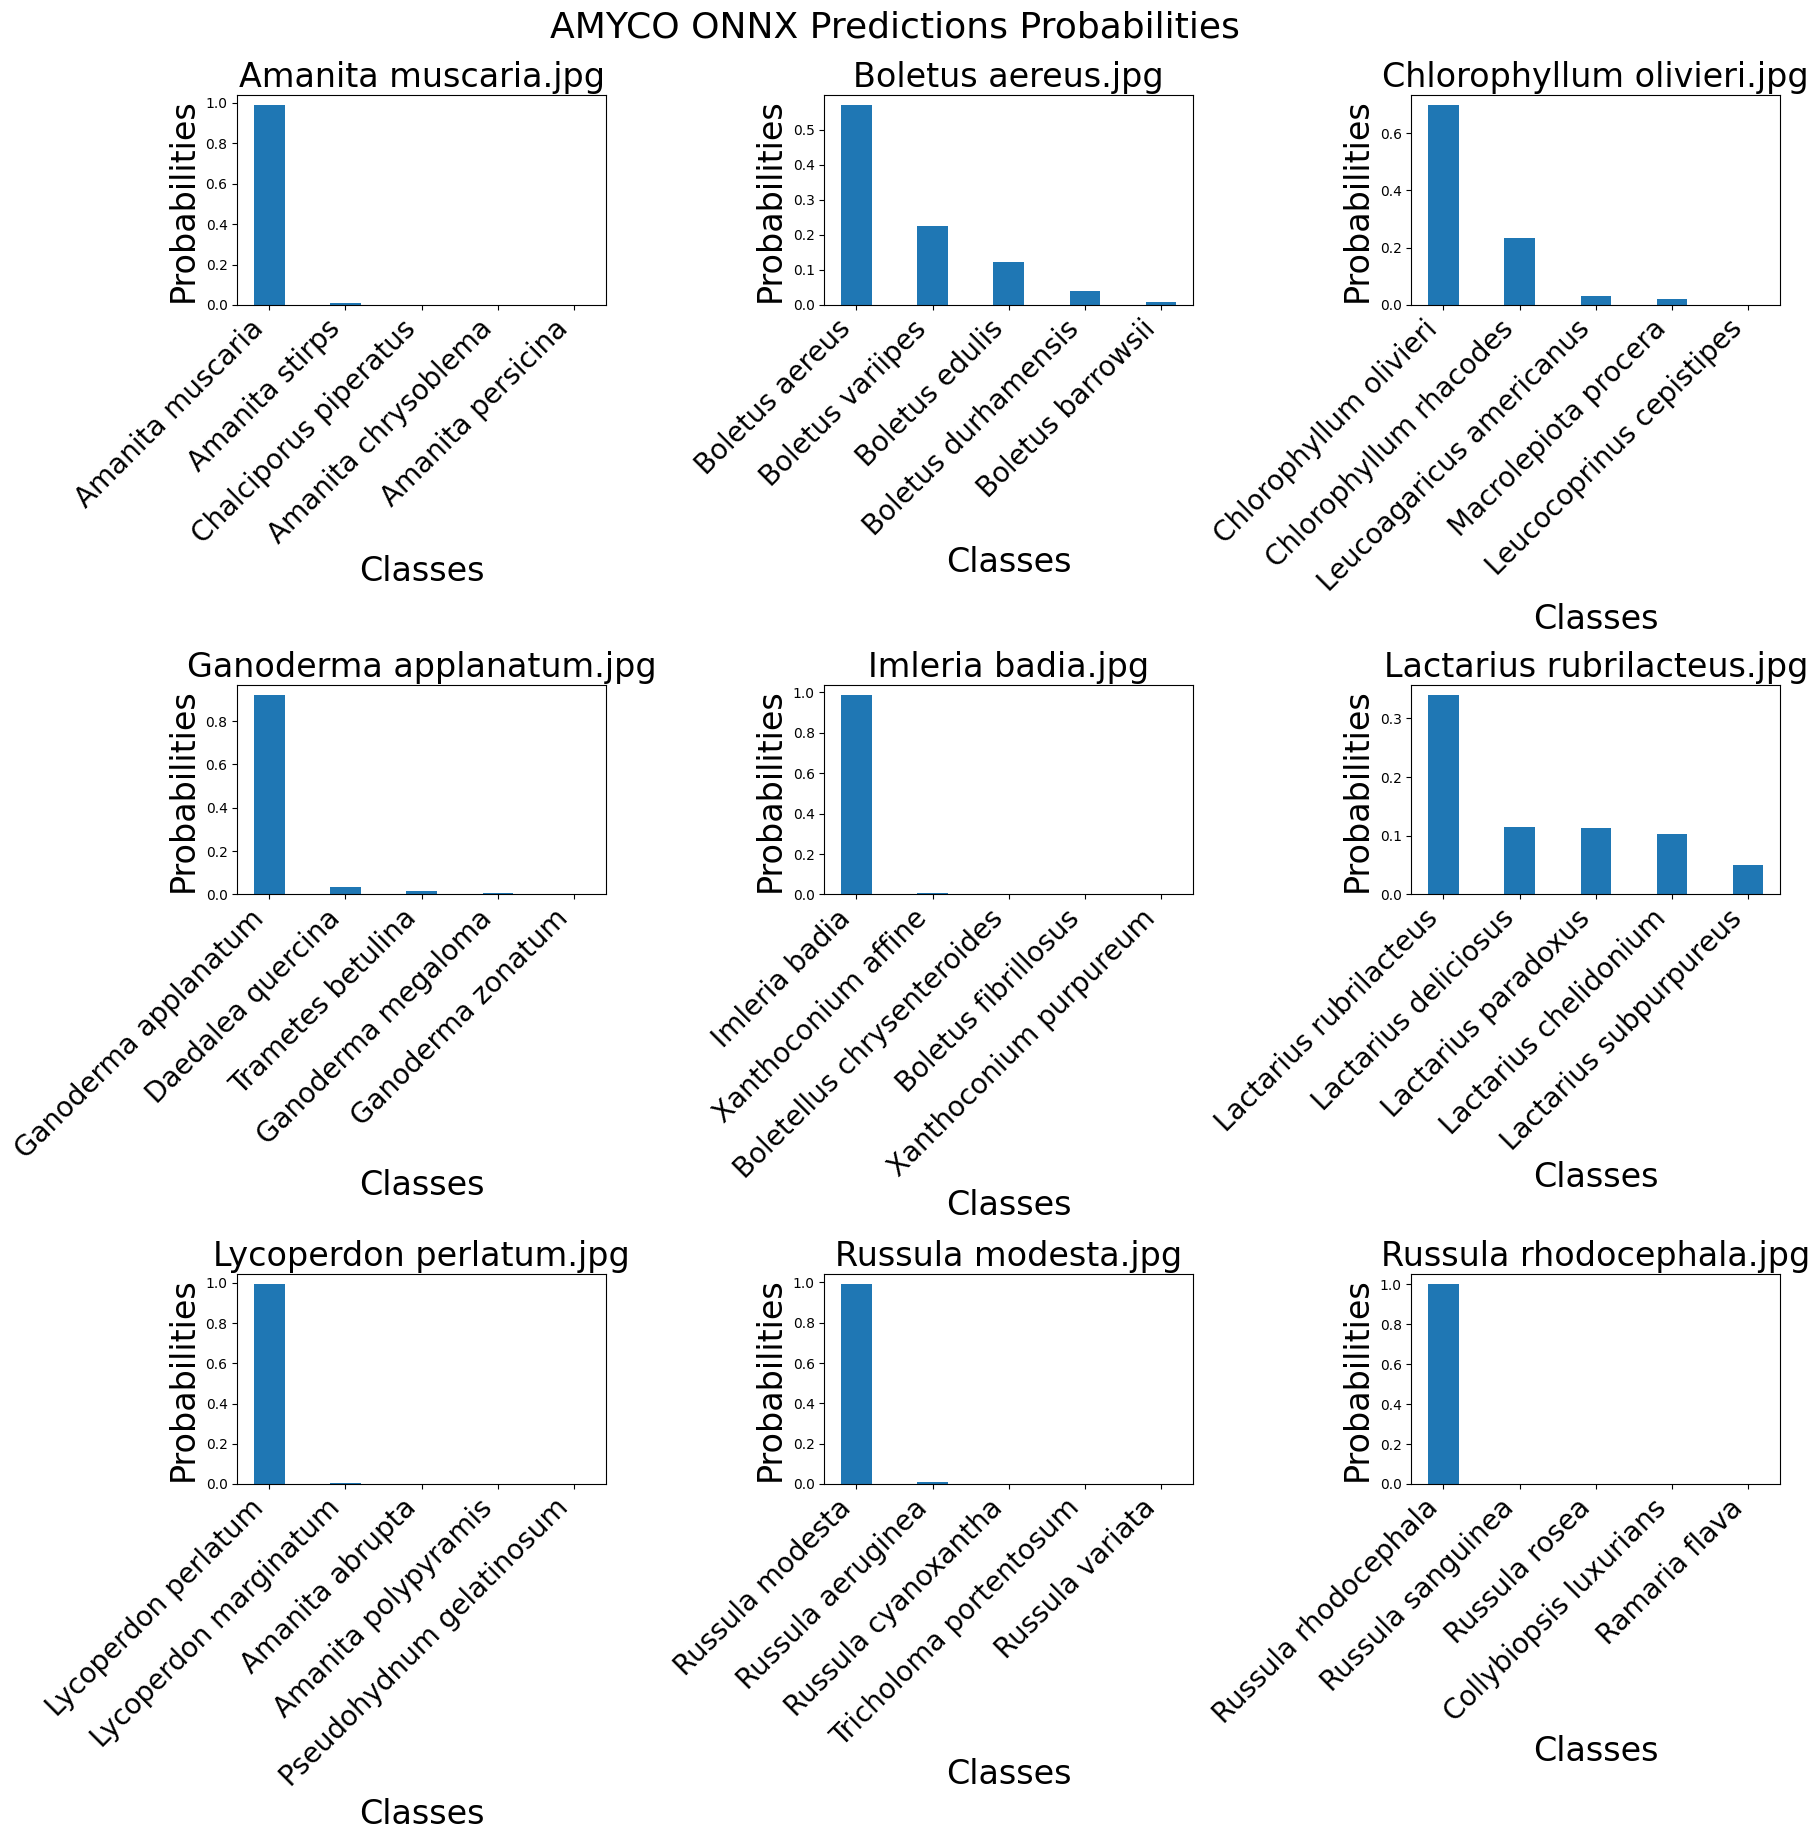 AMYCO ONNX Predictions Probabilities
Amanita muscaria.jpg
Probabilities
1.0
0.8
0.6
0.4
0.2
0.0
Amanita muscaria
Amanita stirps
Chalciporus piperatus
Amanita chrysoblema
Amanita persicina
Classes
Boletus aereus.jpg
Probabilities
0.5
0.4
0.3
0.2
0.1
0.0
Boletus aereus
Boletus variipes
Boletus edulis
Boletus durhamensis
Boletus barrowsii
Classes
Chlorophyllum olivieri.jpg
Probabilities
0.6
0.4
0.2
0.0
Chlorophyllum olivieri
Chlorophyllum rhacodes
Leucoagaricus americanus
Macrolepiota procera
Leucocoprinus cepistipes
Classes
Ganoderma applanatum.jpg
Probabilities
0.8
0.6
0.4
0.2
0.0
Ganoderma applanatum
Daedalea quercina
Trametes betulina
Ganoderma megaloma
Ganoderma zonatum
Classes
Imleria badia.jpg
Probabilities
1.0
0.8
0.6
0.4
0.2
0.0
Imleria badia
Xanthoconium affine
Boletellus chrysenteroides
Boletus fibrillosus
Xanthoconium purpureum
Classes
Lactarius rubrilacteus.jpg
Probabilities
0.3
0.2
0.1
0.0
Lactarius rubrilacteus
Lactarius deliciosus
Lactarius paradoxus
Lactarius chelidonium
Lactarius subpurpureus
Classes
Lycoperdon perlatum.jpg
Probabilities
1.0
0.8
0.6
0.4
0.2
0.0
Lycoperdon perlatum
Lycoperdon marginatum
Amanita abrupta
Amanita polypyramis
Pseudohydnum gelatinosum
Classes
Russula modesta.jpg
Probabilities
1.0
0.8
0.6
0.4
0.2
0.0
Russula modesta
Russula aeruginea
Russula cyanoxantha
Tricholoma portentosum
Russula variata
Classes
Russula rhodocephala.jpg
Probabilities
1.0
0.8
0.6
0.4
0.2
0.0
Russula rhodocephala
Russula sanguinea
Russula rosea
Collybiopsis luxurians
Ramaria flava
Classes